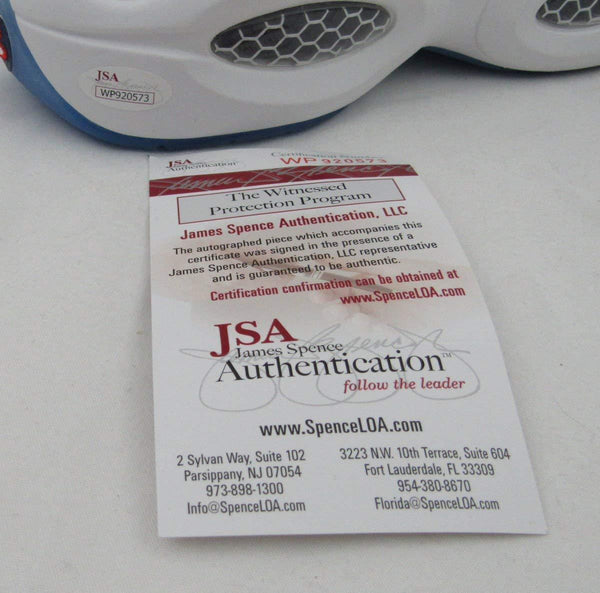 JSA
WP920573
JSA
Authentication™
Certification Number
WP 920573
The Witnessed
Protection Program
James Spence Authentication, LLC
The autographed piece which accompanies this
certificate was signed in the presence of a
James Spence Authentication, LLC representative
and is guaranteed to be authentic.
Certification confirmation can be obtained at
www.SpenceLOA.com
JSA
James Spence
Authentication™
follow the leader
www.SpenceLOA.com
2 Sylvan Way, Suite 102
Parsippany, NJ 07054
973-898-1300
Info@SpenceLOA.com
3223 N.W. 10th Terrace, Suite 604
Fort Lauderdale, FL 33309
954-380-8670
Florida@SpenceLOA.com